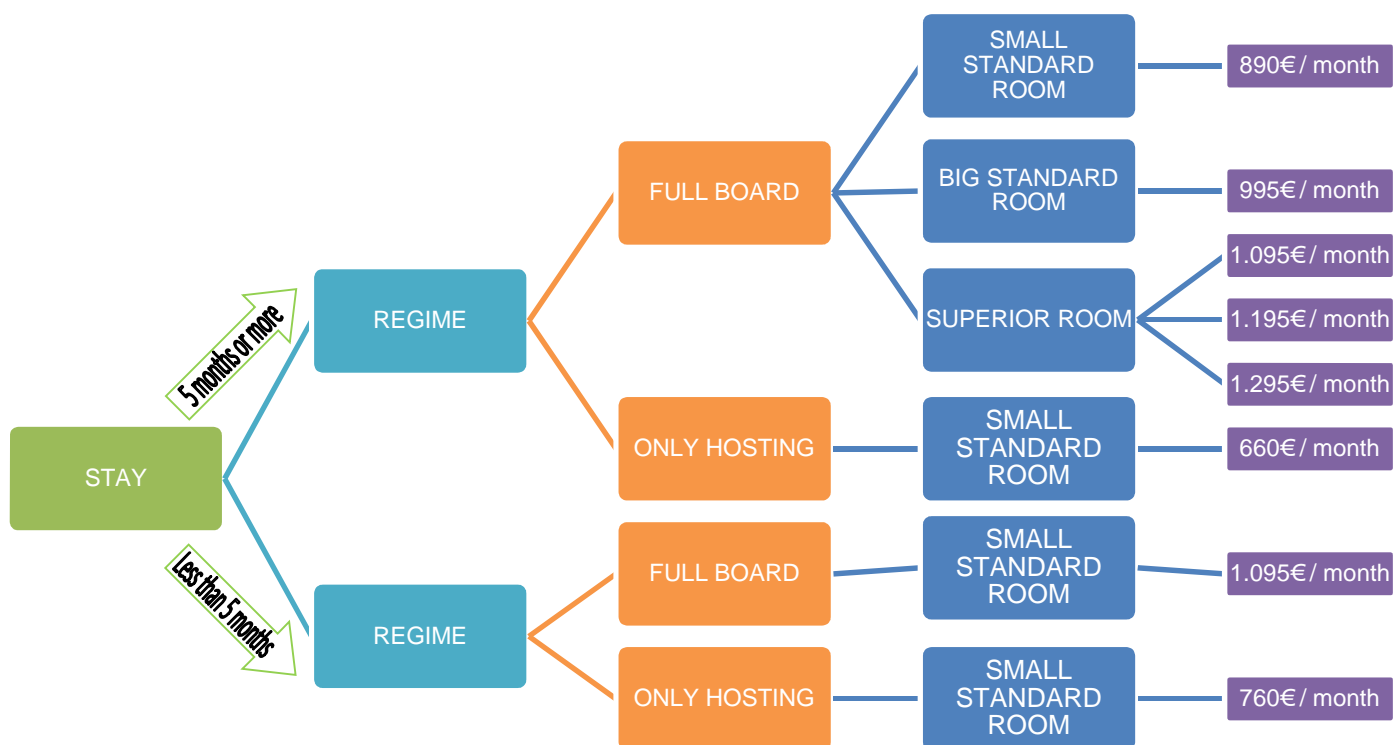 SMALL
STANDARD
ROOM
890€ / month
FULL BOARD
BIG STANDARD
ROOM
995€ / month
1.095€ / month
5 months or more
REGIME
SUPERIOR ROOM
1.195€ / month
1.295€ / month
ONLY HOSTING
SMALL
STANDARD
ROOM
660€ / month
STAY
FULL BOARD
SMALL
STANDARD
ROOM
1.095€ / month
Less than 5 months
REGIME
ONLY HOSTING
SMALL
STANDARD
ROOM
760€ / month